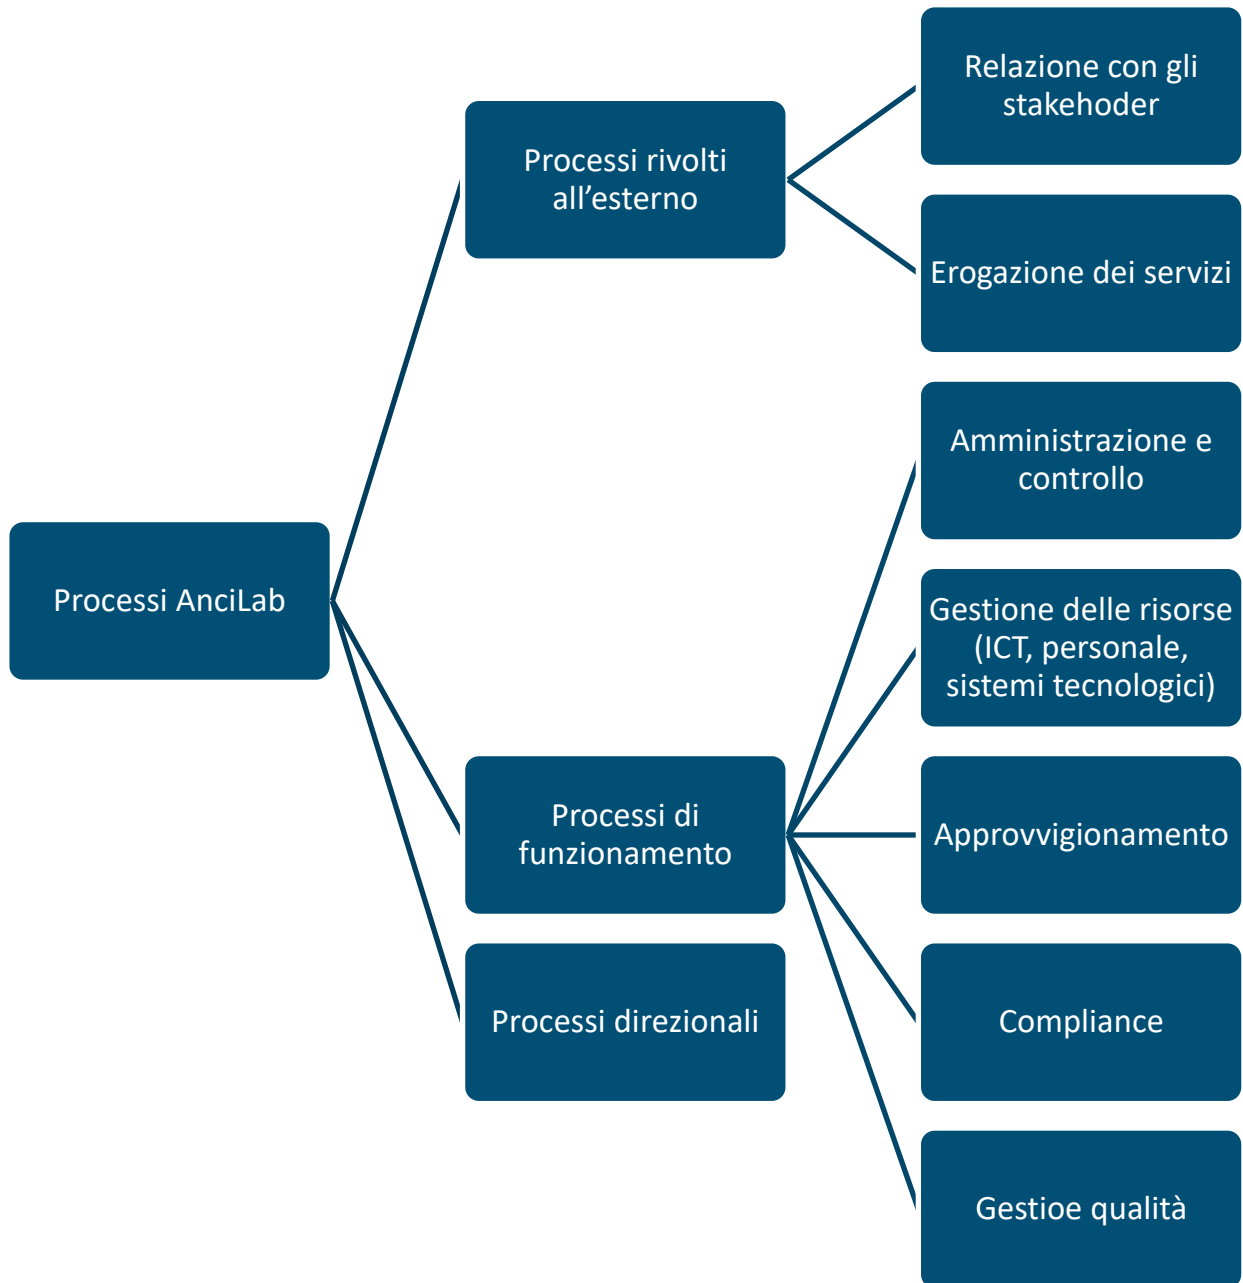 Relazione con gli
stakehoder
Processi rivolti
all’esterno
Erogazione dei servizi
Amministrazione e
controllo
Processi AnciLab
Gestione delle risorse
(ICT, personale,
sistemi tecnologici)
Processi di
funzionamento
Approvvigionamento
Processi direzionali
Compliance
Gestioe qualità